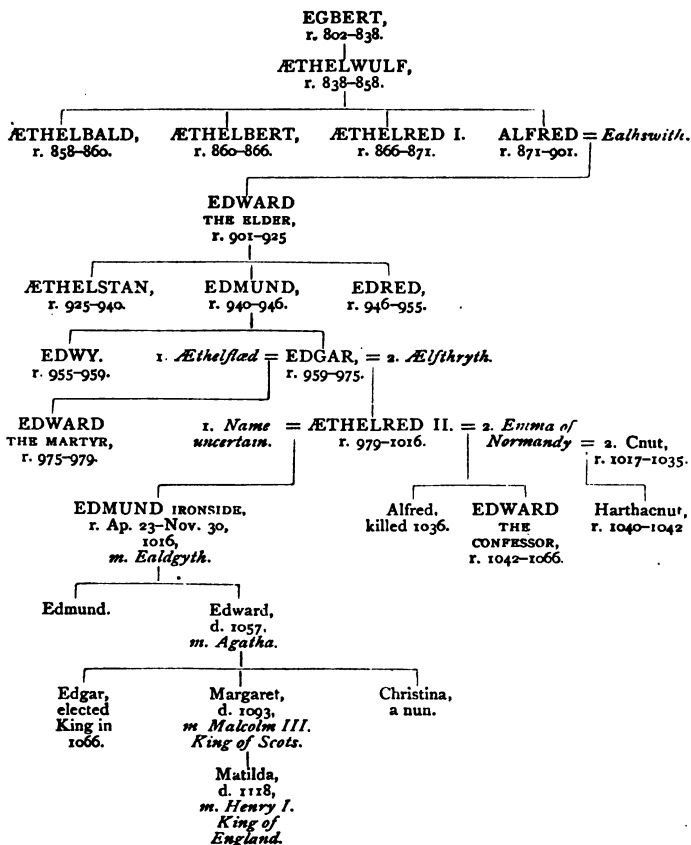 EGBERT,
r. 802–838.
ÆTHELWULF,
r. 838–858.
ÆTHELBALD,
r. 858–860.
ÆTHELBERT,
r. 860–866.
ÆTHELRED I.
r. 866–871.
ALFRED = Ealhswith.
r. 871–901.
EDWARD
THE ELDER,
r. 901–925
ÆTHELSTAN,
r. 925–940.
EDMUND,
r. 940–946.
EDRED,
r. 946–955.
EDWY.
r. 955–959.
1. Æthelflæd = EDGAR, = 2. Ælfthryth.
r. 959–975.
EDWARD
THE MARTYR,
r. 975–979.
1. Name
uncertain.
= ÆTHELRED II. =
r. 979–1016.
2. Emma of
Normandy = 2. Cnut,
r. 1017–1035.
EDMUND IRONSIDE,
r. Ap. 23–Nov. 30,
1016,
m. Ealdgyth.
Alfred,
killed 1036.
EDWARD
THE
CONFESSOR,
r. 1042–1066.
Harthacnut,
r. 1040–1042
Edmund.
Edward,
d. 1057.
m. Agatha.
Edgar,
elected
King in
1066.
Margaret,
d. 1093,
m Malcolm III.
King of Scots.
Christina,
a nun.
Matilda,
d. 1118,
m. Henry I.
King of
England.